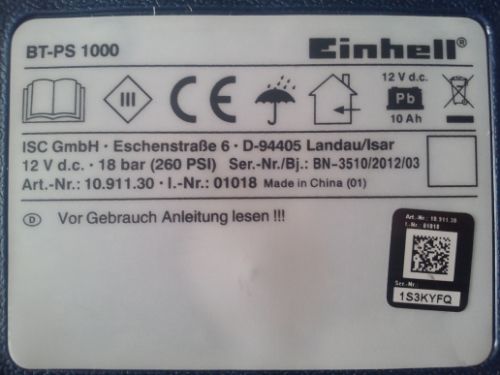 BT-PS 1000
Einhell®
III
CE
12 V d.c.
Pb
10 Ah
ISC GmbH · Eschenstraße 6 · D-94405 Landau/Isar
12 V d.c. · 18 bar (260 PSI) Ser.-Nr./Bj.: BN-3510/2012/03
Art.-Nr.: 10.911.30 · I.-Nr.: 01018 Made in China (01)
D Vor Gebrauch Anleitung lesen !!!
Art.-Nr.: 10.911.30
I.-Nr.: 01018
Ser.-Nr.:
1S3KYFQ